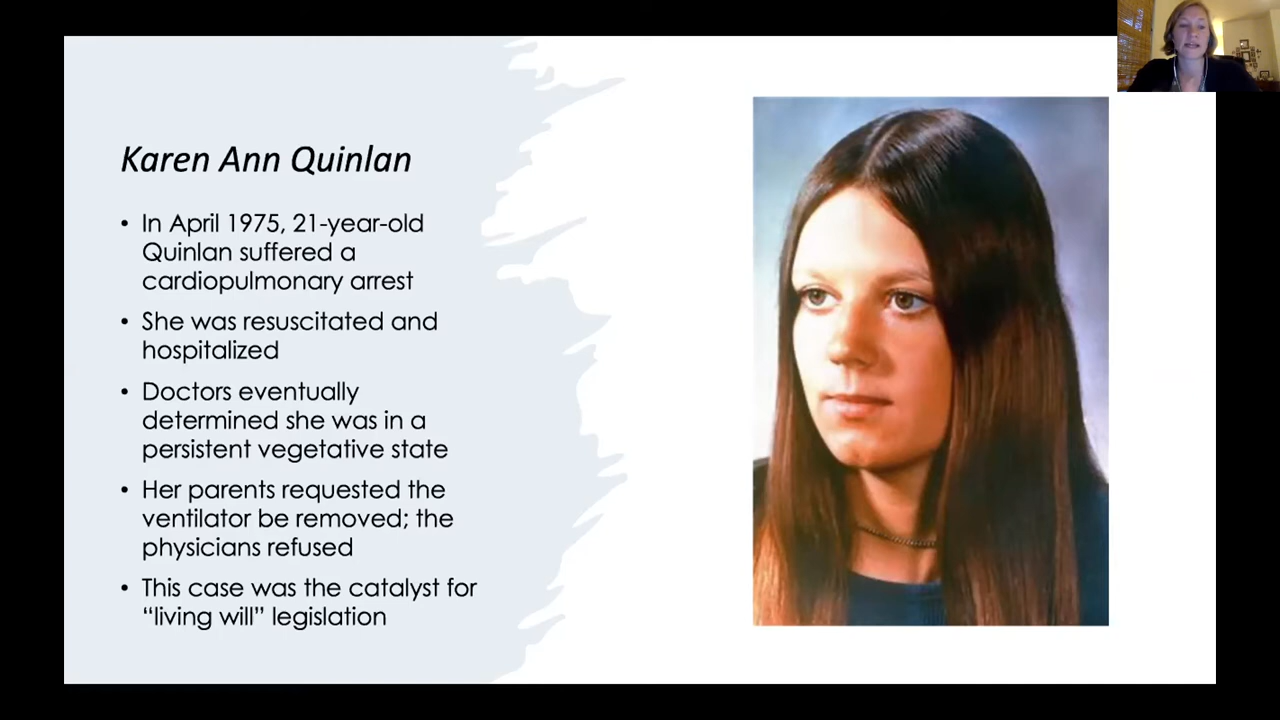 Karen Ann Quinlan
• In April 1975, 21-year-old
Quinlan suffered a
cardiopulmonary arrest
• She was resuscitated and
hospitalized
• Doctors eventually
determined she was in a
persistent vegetative state
• Her parents requested the
ventilator be removed; the
physicians refused
• This case was the catalyst for
“living will” legislation